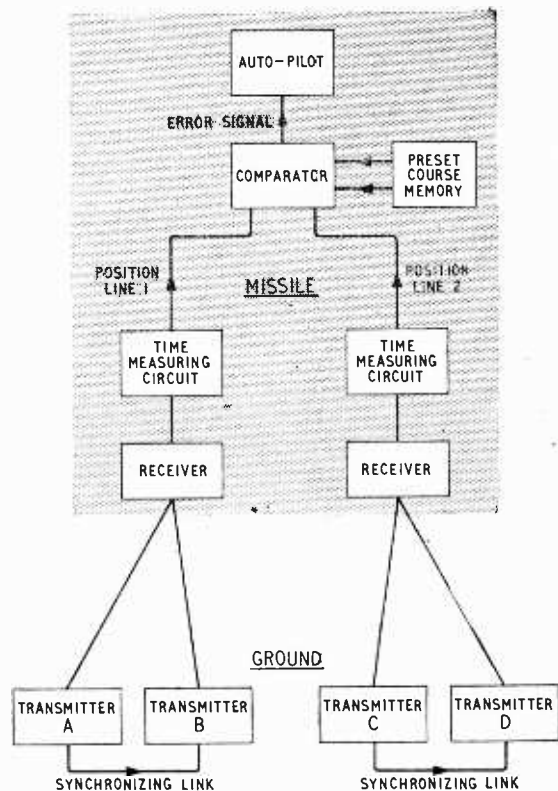 AUTO-PILOT
ERROR SIGNAL
COMPARATOR
PRESET
COURSE
MEMORY
POSITION
LINE 1
MISSILE
POSITION
LINE 2
TIME
MEASURING
CIRCUIT
TIME
MEASURING
CIRCUIT
RECEIVER
RECEIVER
GROUND
TRANSMITTER
A
TRANSMITTER
B
TRANSMITTER
C
TRANSMITTER
D
SYNCHRONIZING LINK
SYNCHRONIZING LINK